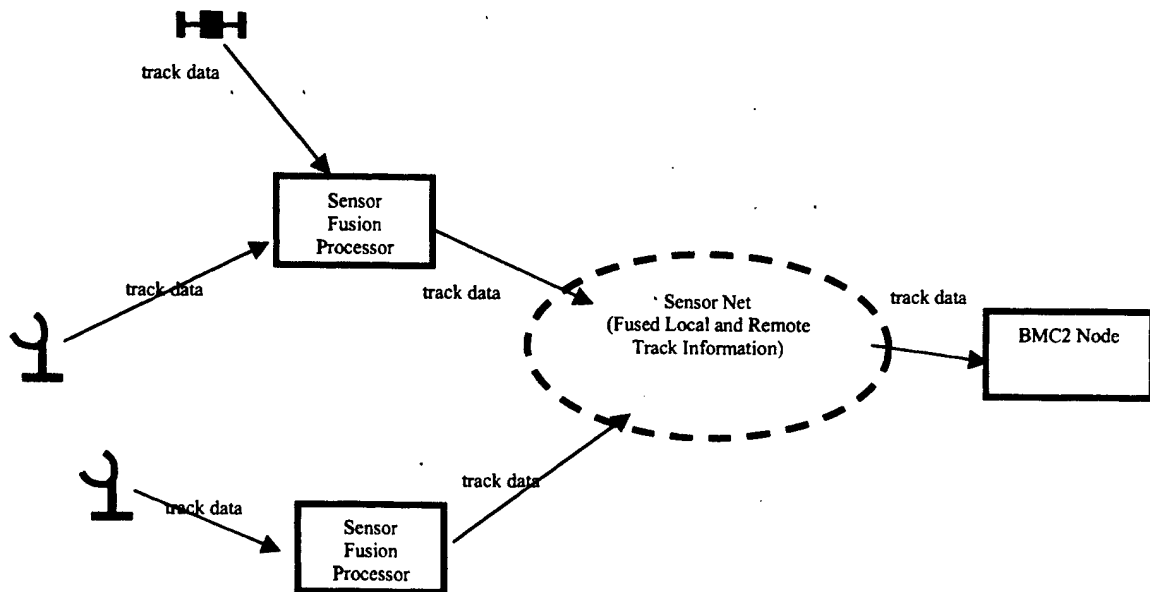 track data
Sensor
Fusion
Processor
track data
track data
Sensor Net
(Fused Local and Remote
Track Information)
track data
BMC2 Node
track data
track data
Sensor
Fusion
Processor